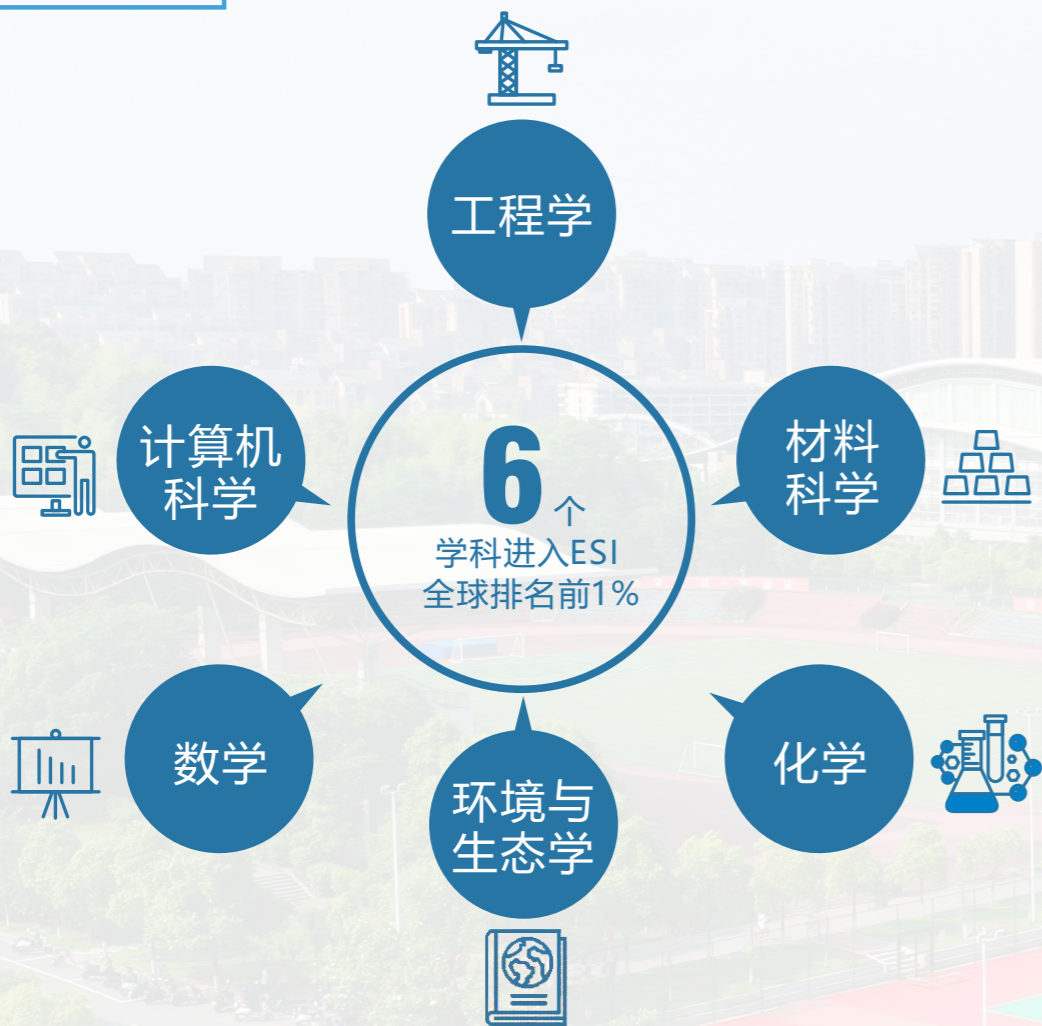 工程学
计算机
科学
材料
科学
6个
学科进入ESI
全球排名前1%
数学
化学
环境与
生态学